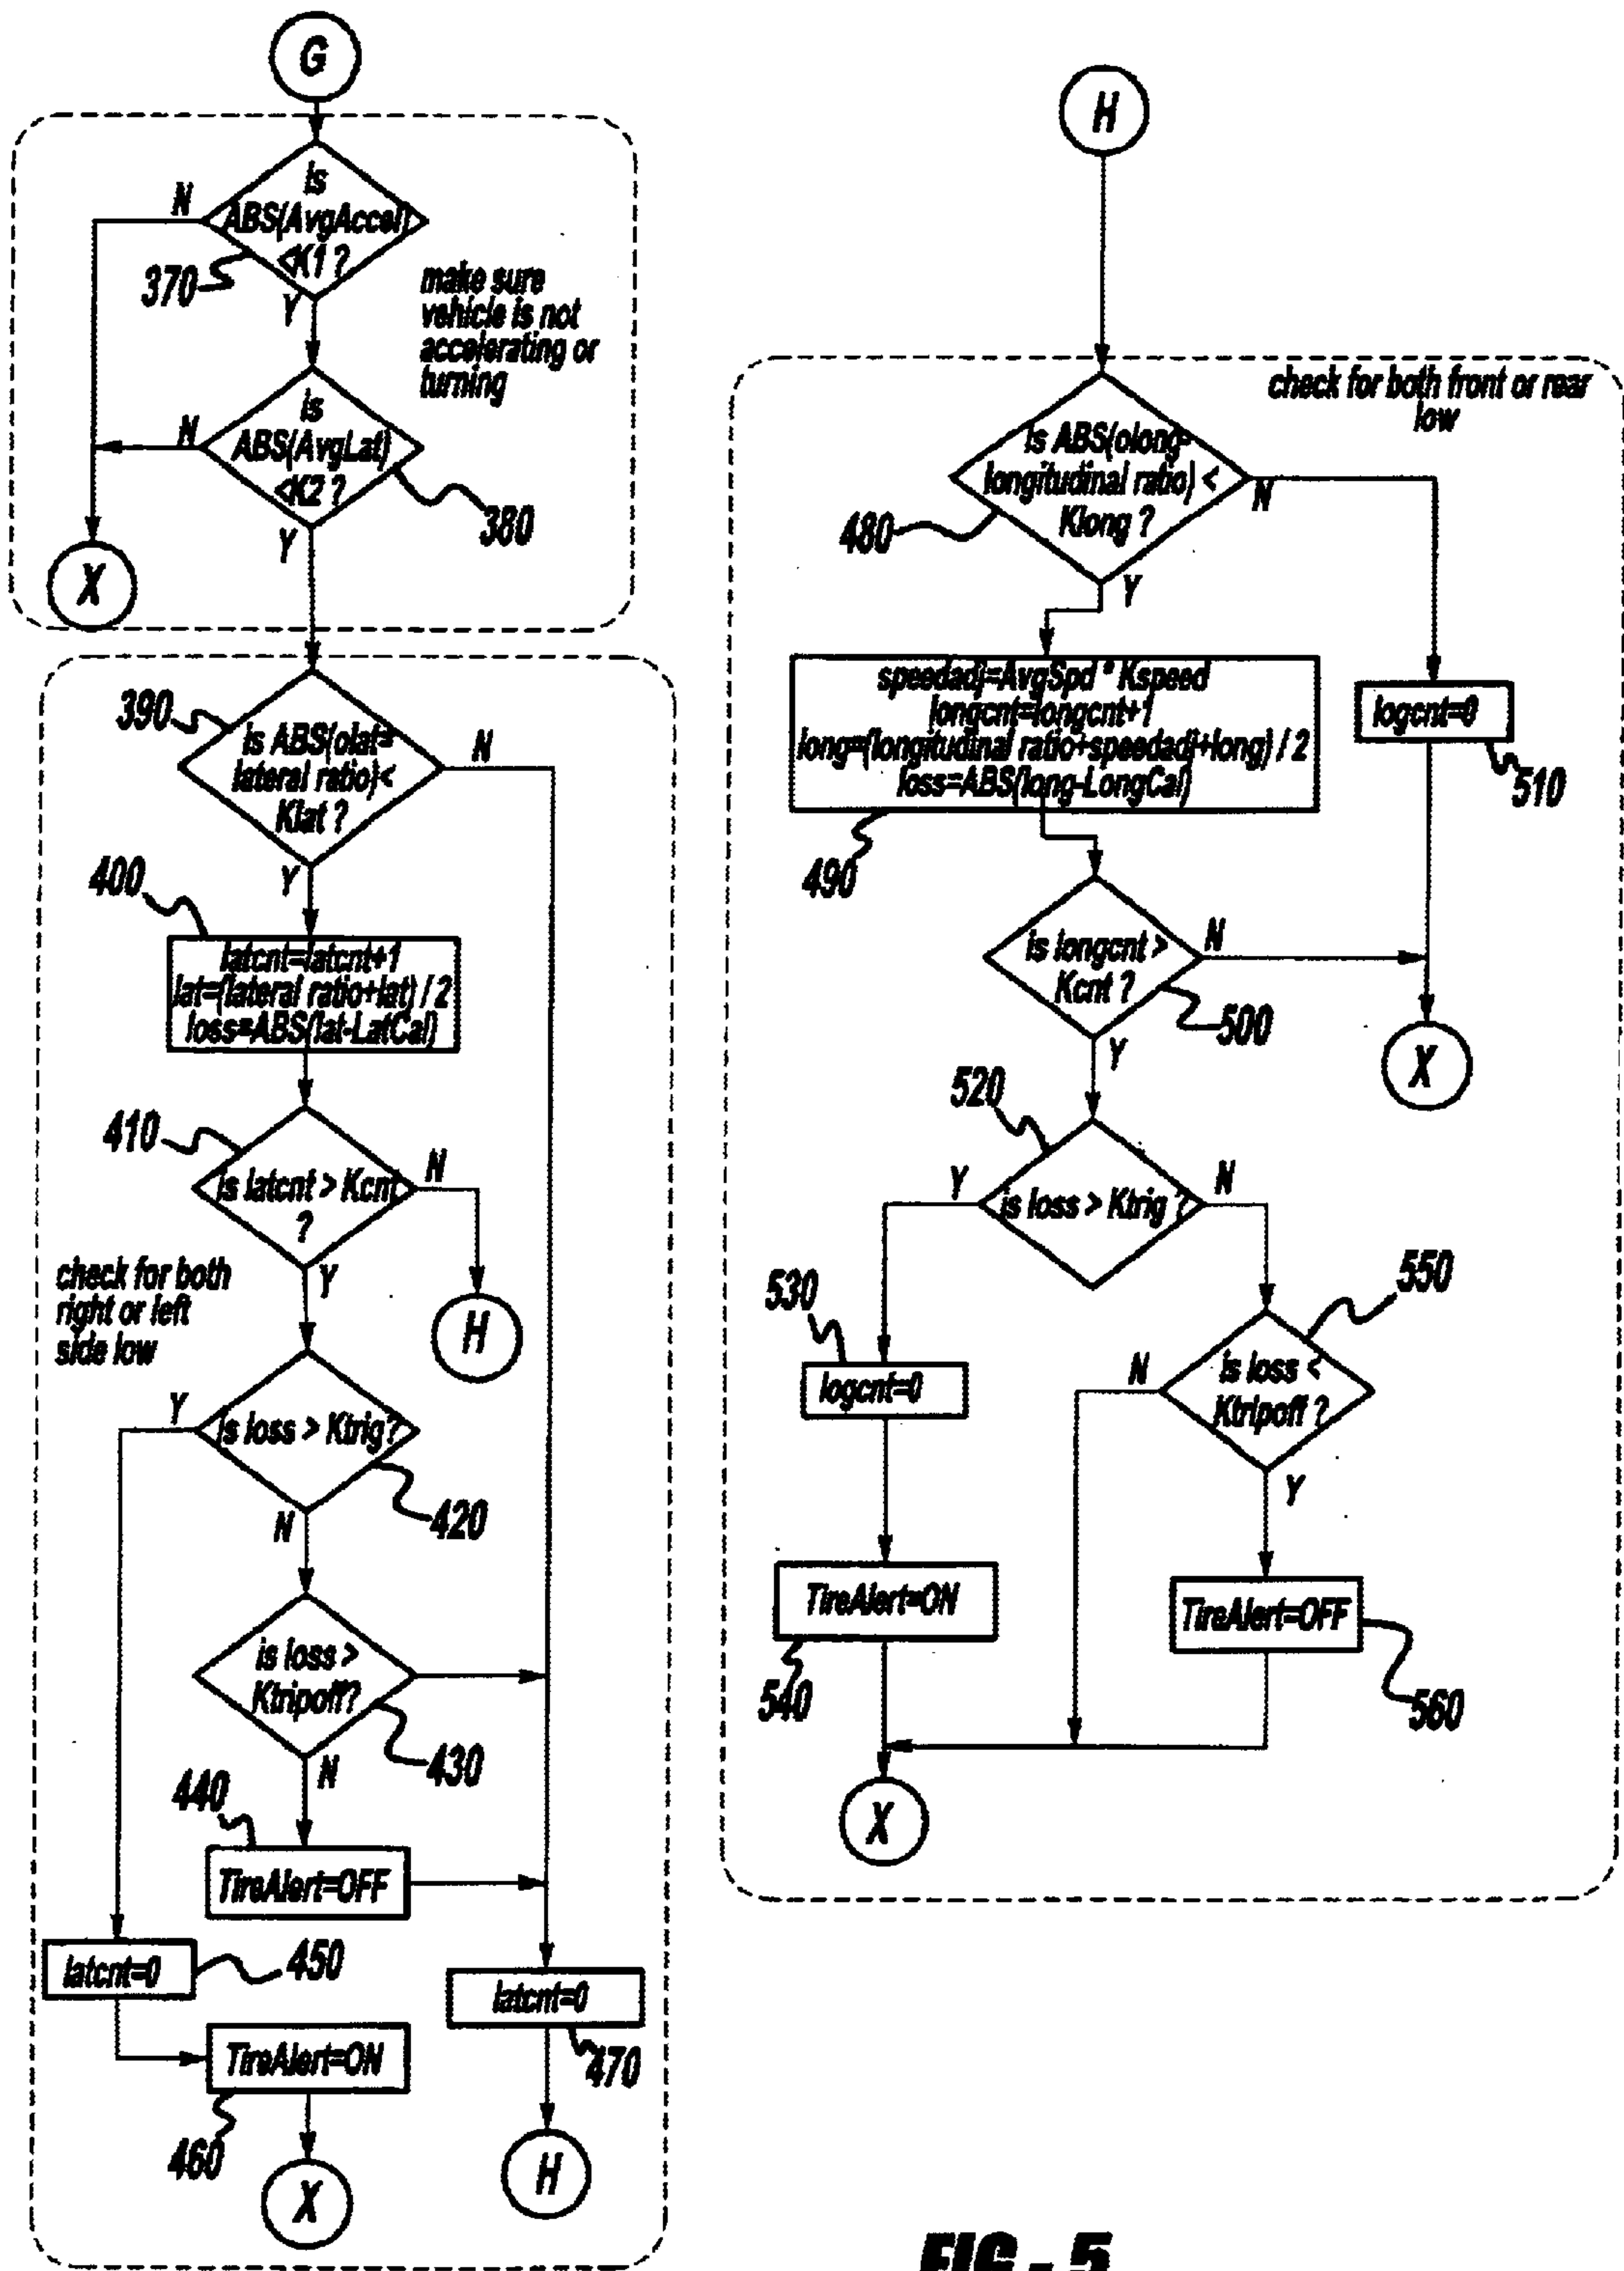 G
is
ABS(AvgAccel)
<K1 ?
N
370
Y
make sure
vehicle is not
accelerating or
turning
is
ABS(AvgLat)
<K2 ?
N
380
Y
X
390
is ABS(olat=
lateral ratio)<
Klat ?
N
Y
400
latcnt=latcnt+1
lat=(lateral ratio+lat) / 2
loss=ABS(lat-LatCal)
410
is latcnt > Kcnt
?
N
Y
H
check for both
right or left
side low
Y
is loss > Ktrig?
420
N
is loss >
Ktripoff?
430
N
440
TireAlert=OFF
latcnt=0
450
latcnt=0
470
TireAlert=ON
460
X
H
H
check for both front or rear
low
is ABS(olong-
longitudinal ratio) <
Klong ?
480
N
Y
speedadj=AvgSpd * Kspeed
longcnt=longcnt+1
long=(longitudinal ratio+speedadj+long) / 2
loss=ABS(long-LongCal)
490
logcnt=0
510
is longcnt >
Kcnt ?
N
500
Y
X
520
Y
is loss > Ktrig ?
N
530
logcnt=0
550
N
is loss <
Ktripoff ?
Y
TireAlert=ON
540
TireAlert=OFF
560
X
FIG - 5